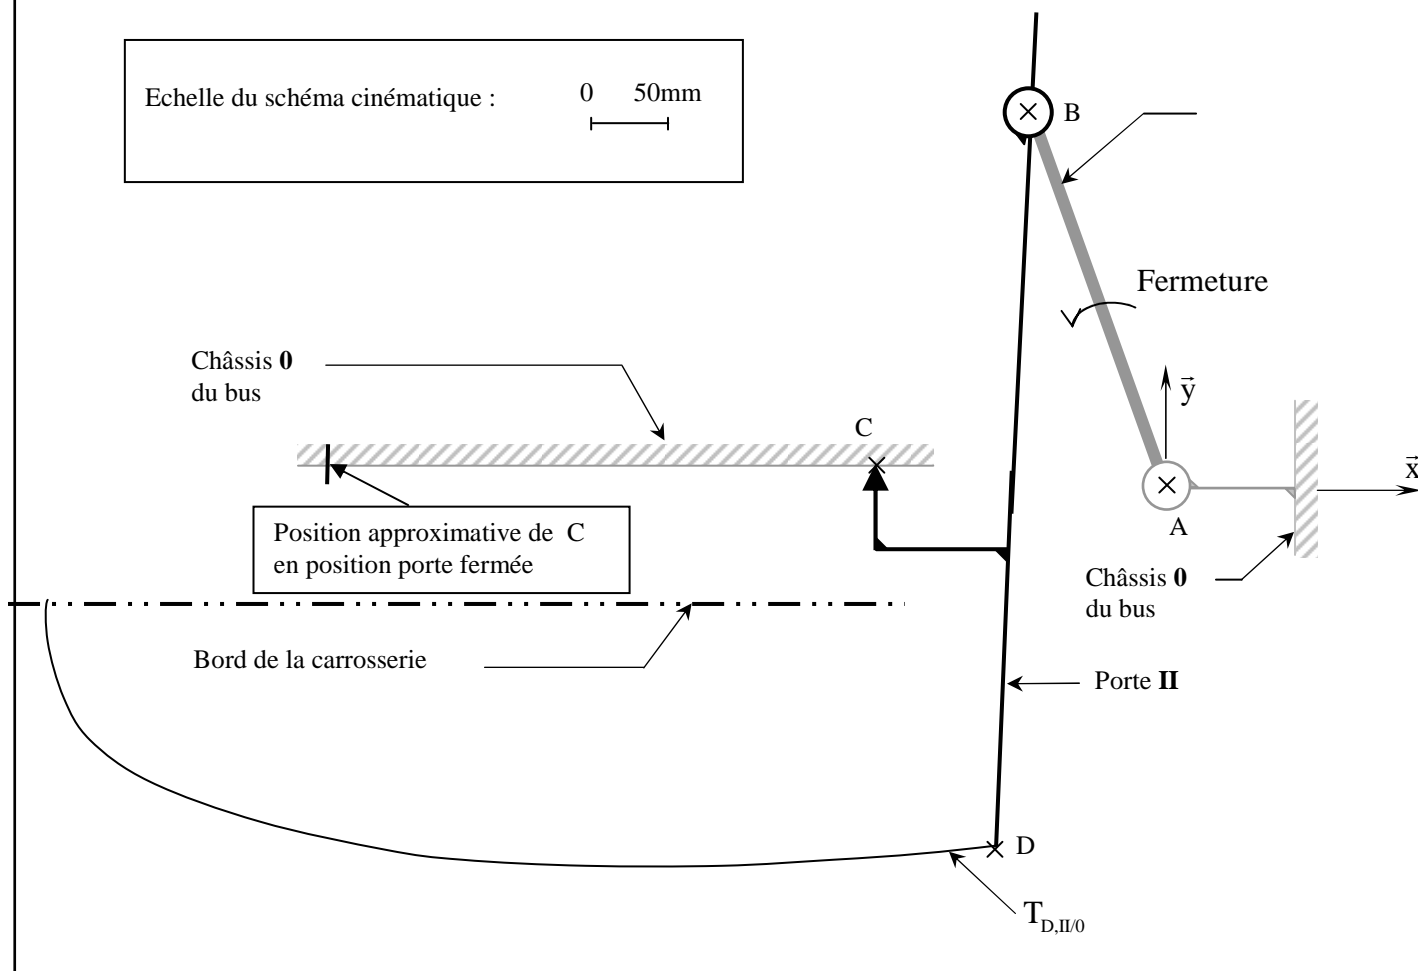 Echelle du schéma cinématique :
0 50mm
B
Fermeture
Châssis 0
du bus
C
y
x
A
Position approximative de C
en position porte fermée
Châssis 0
du bus
Bord de la carrosserie
Porte II
D
T D,II/0